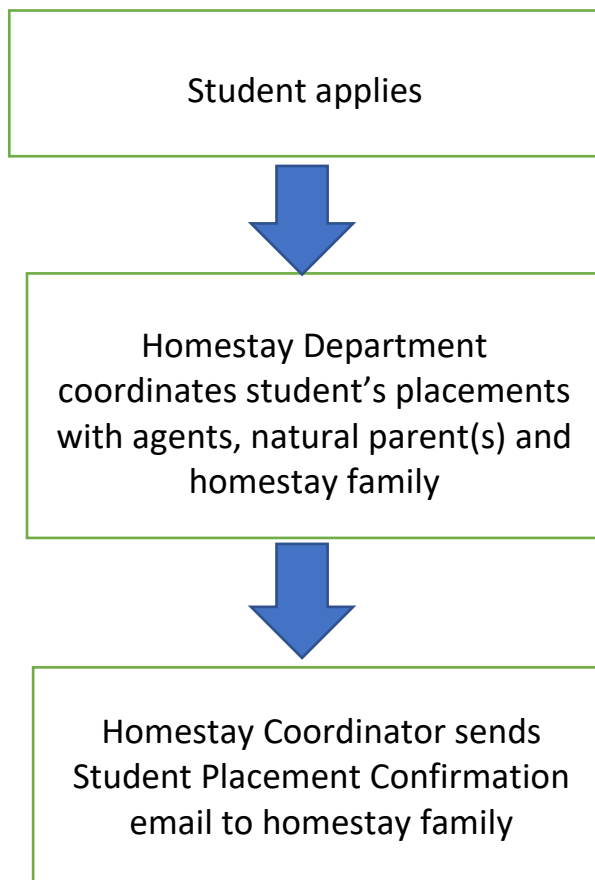 Student applies
Homestay Department
coordinates student’s placements
with agents, natural parent(s) and
homestay family
Homestay Coordinator sends
Student Placement Confirmation
email to homestay family